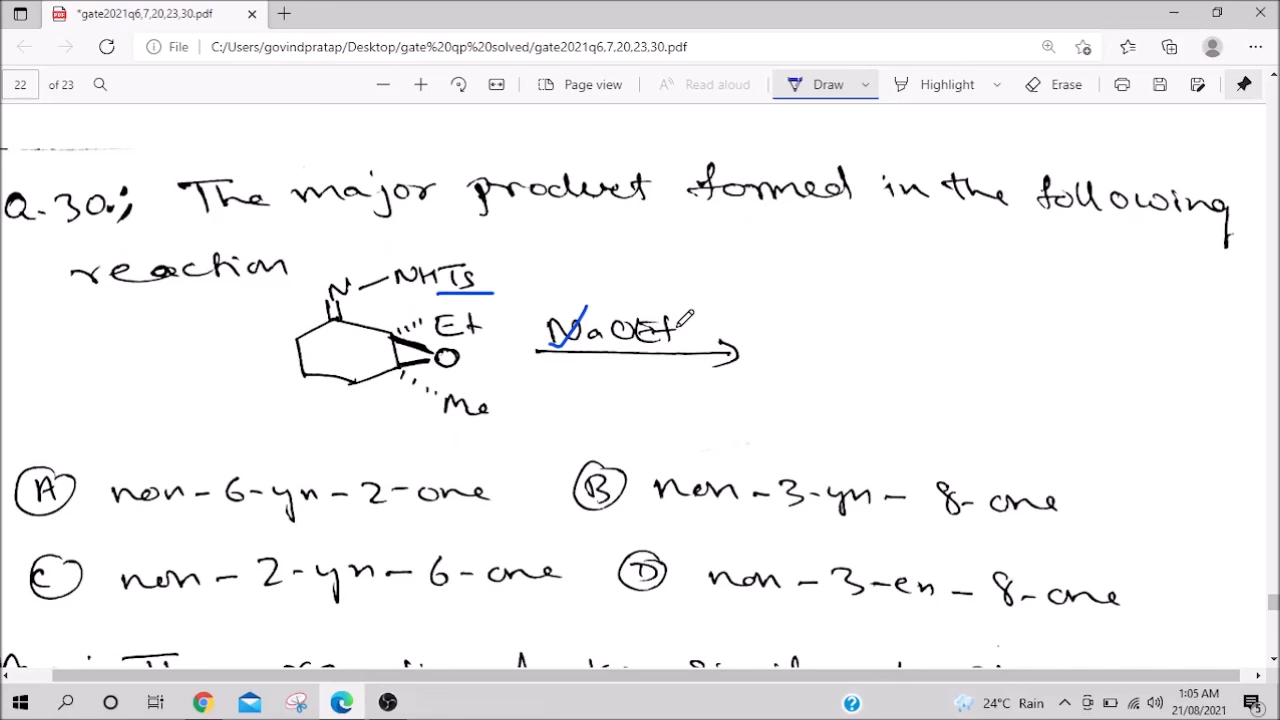 *gate2021q6,7,20,23,30.pdf
File C:/Users/govindpratap/Desktop/gate%20qp%20solved/gate2021q6,7,20,23,30.pdf
22 of 23 Page view Read aloud Draw Highlight Erase
Q.30.; The major product formed in the following
reaction
N NHTs
Et
O
Me
NaOEt
(A) non-6-yn-2-one (B) non-3-yn-8-one
(C) non-2-yn-6-one (D) non-3-en-8-one
24°C Rain
1:05 AM
21/08/2021
5